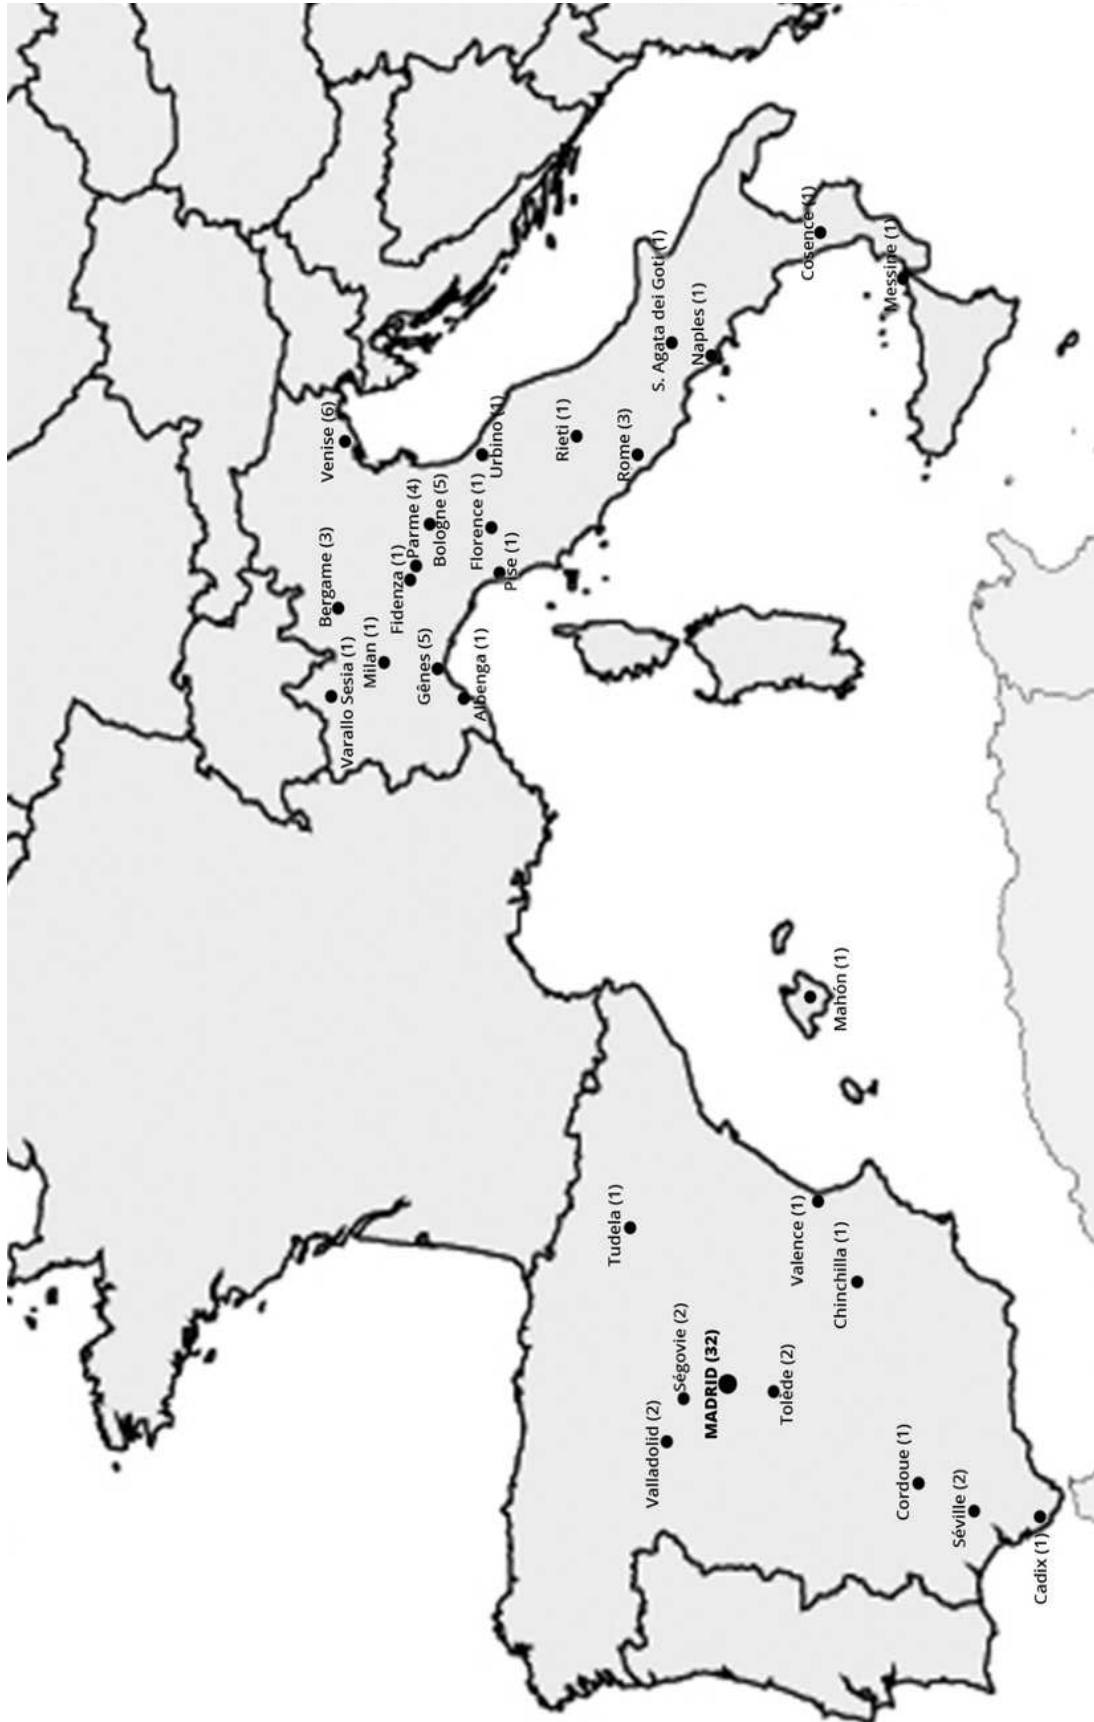 Venise (6)
Bergame (3)
Varallo Sesia (1)
Milan (1)
Fidenza (1)
Parme (4)
Bologne (5)
Gênes (5)
Albenga (1)
Florence (1)
Pise (1)
Urbino (1)
Rieti (1)
Rome (3)
S. Agata dei Goti (1)
Naples (1)
Cosence (1)
Messine (1)
Mahón (1)
Tudela (1)
Valence (1)
Chinchilla (1)
Valladolid (2)
Ségovie (2)
MADRID (32)
Tolède (2)
Cordoue (1)
Séville (2)
Cadix (1)